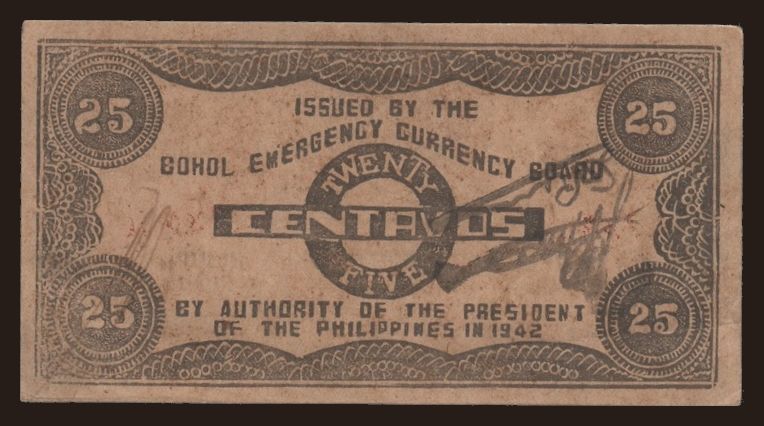 25 25
ISSUED BY THE
BOHOL EMERGENCY CURRENCY BOARD
TWENTY
CENTAVOS
FIVE
25 25
BY AUTHORITY OF THE PRESIDENT
OF THE PHILIPPINES IN 1942